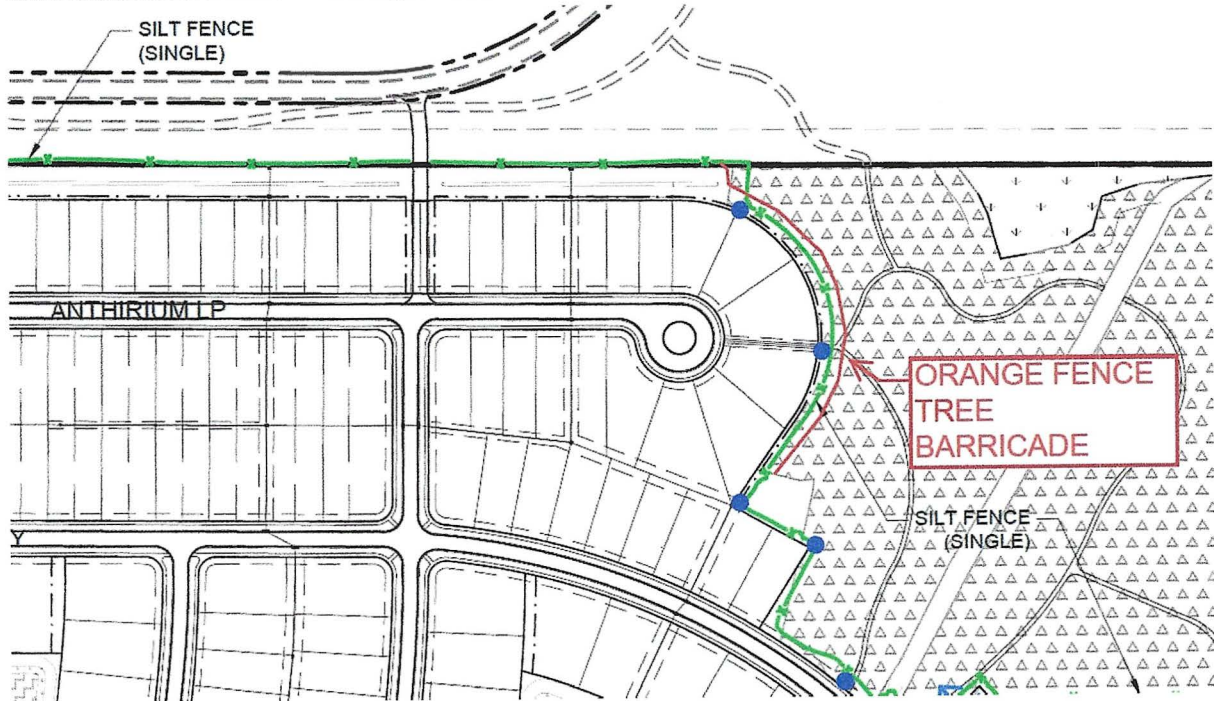 SILT FENCE
(SINGLE)
ANTHIRIUM LP
ORANGE FENCE
TREE
BARRICADE
SILT FENCE
(SINGLE)
Y